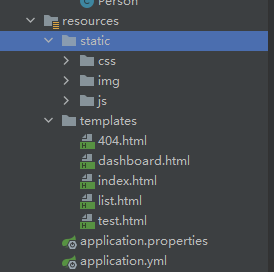 Person
resources
static
css
img
js
templates
404.html
dashboard.html
index.html
list.html
test.html
application.properties
application.yml